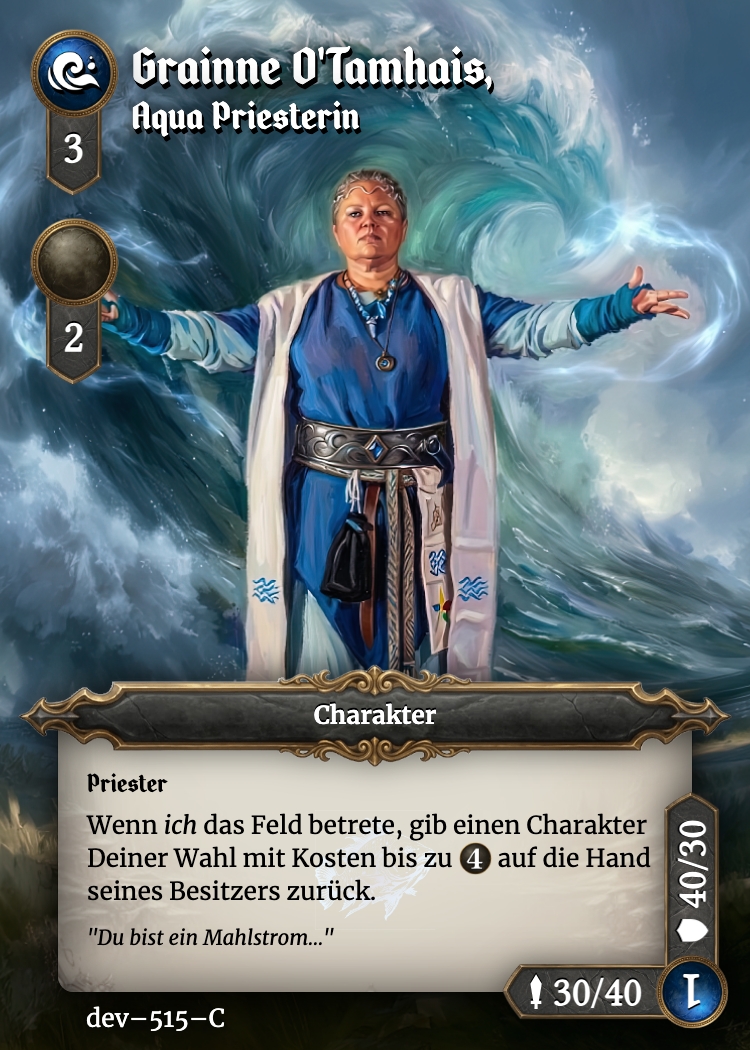 Grainne O'Tamhais,
Aqua Priesterin
3
2
Charakter
Priester
Wenn ich das Feld betrete, gib einen Charakter
Deiner Wahl mit Kosten bis zu 4 auf die Hand
seines Besitzers zurück.
"Du bist ein Mahlstrom..."
40/30
30/40
1
dev–515–C